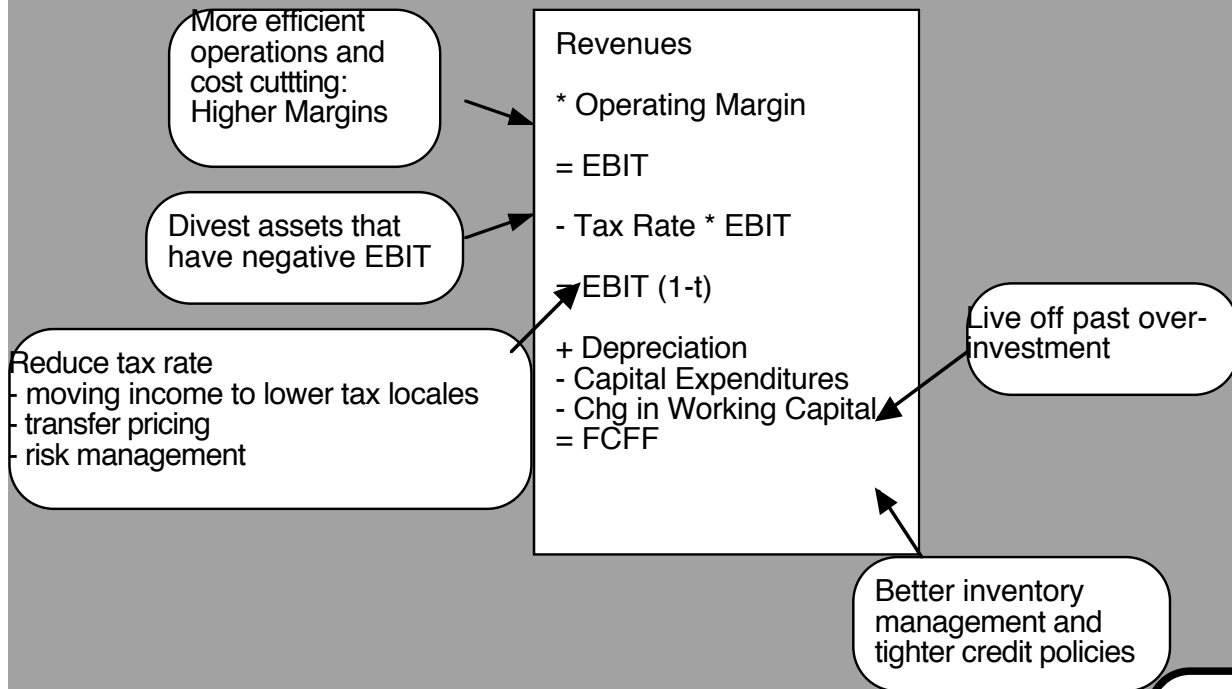 More efficient
operations and
cost cuttting:
Higher Margins
Divest assets that
have negative EBIT
Reduce tax rate
- moving income to lower tax locales
- transfer pricing
- risk management
Revenues
* Operating Margin
= EBIT
- Tax Rate * EBIT
= EBIT (1-t)
+ Depreciation
- Capital Expenditures
- Chg in Working Capital
= FCFF
Live off past over-
investment
Better inventory
management and
tighter credit policies